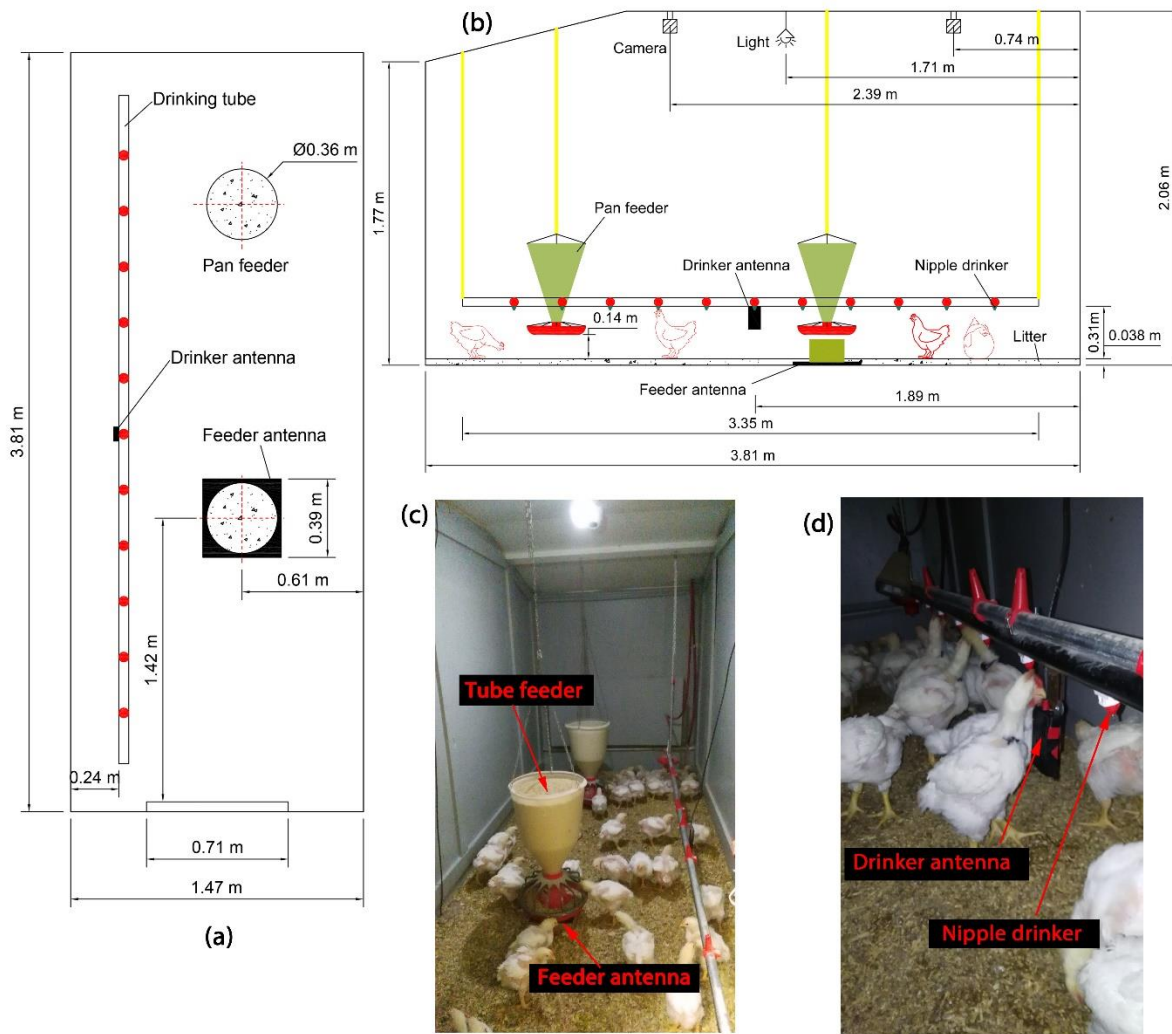 (a)
Drinking tube
Ø0.36 m
Pan feeder
Drinker antenna
Feeder antenna
3.81 m
0.39 m
0.61 m
1.42 m
0.24 m
0.71 m
1.47 m
(b)
Camera
Light
0.74 m
1.71 m
2.39 m
1.77 m
2.06 m
Pan feeder
Drinker antenna
Nipple drinker
0.14 m
0.31m
0.038 m
Litter
Feeder antenna
1.89 m
3.35 m
3.81 m
(c)
Tube feeder
Feeder antenna
(d)
Drinker antenna
Nipple drinker